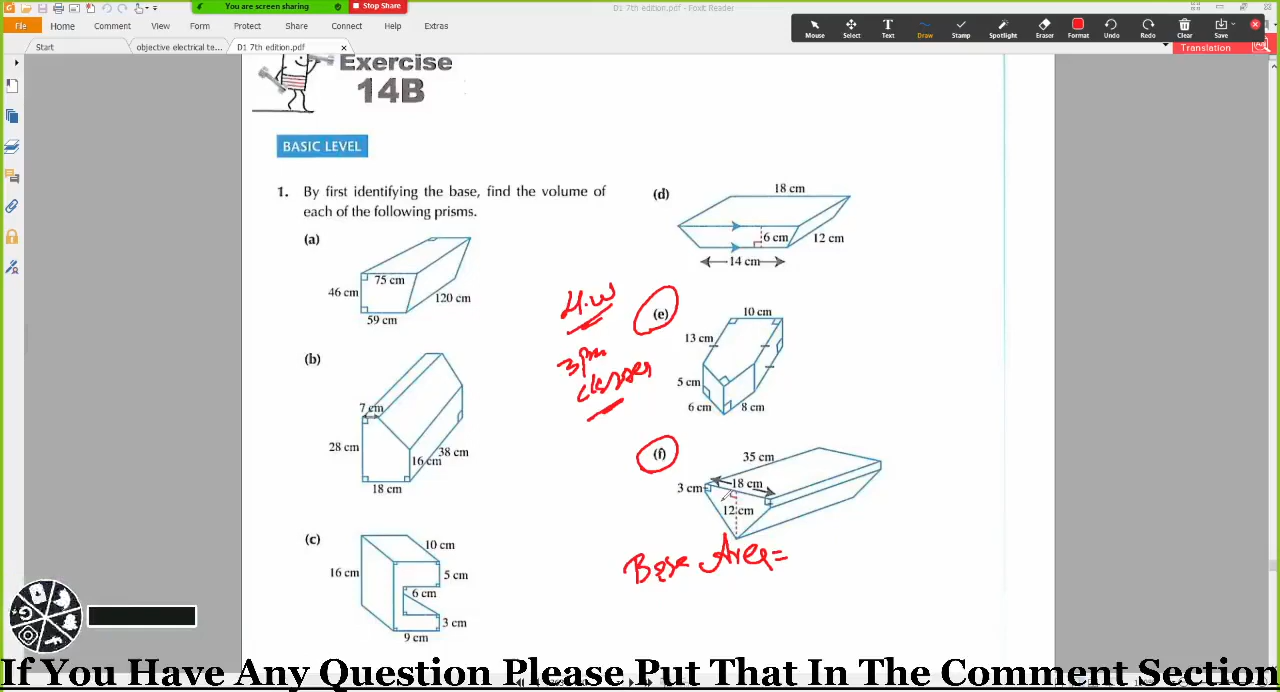 You are screen sharing
Stop Share
D1 7th edition.pdf - Foxit Reader
File Home Comment View Form Protect Share Connect Help Extras
Mouse Select Text Draw Stamp Spotlight Eraser Format Undo Redo Clear Save
Start objective electrical te... D1 7th edition.pdf
Translation
Exercise
14B
BASIC LEVEL
1. By first identifying the base, find the volume of
each of the following prisms.
(a)
75 cm
46 cm
120 cm
59 cm
(b)
7 cm
28 cm
38 cm
16 cm
18 cm
(c)
10 cm
16 cm
5 cm
6 cm
3 cm
9 cm
(d)
18 cm
6 cm
12 cm
14 cm
H.W
3pm
classes
(e)
10 cm
13 cm
5 cm
6 cm
8 cm
(f)
35 cm
18 cm
3 cm
12 cm
Base Area=
If You Have Any Question Please Put That In The Comment Section